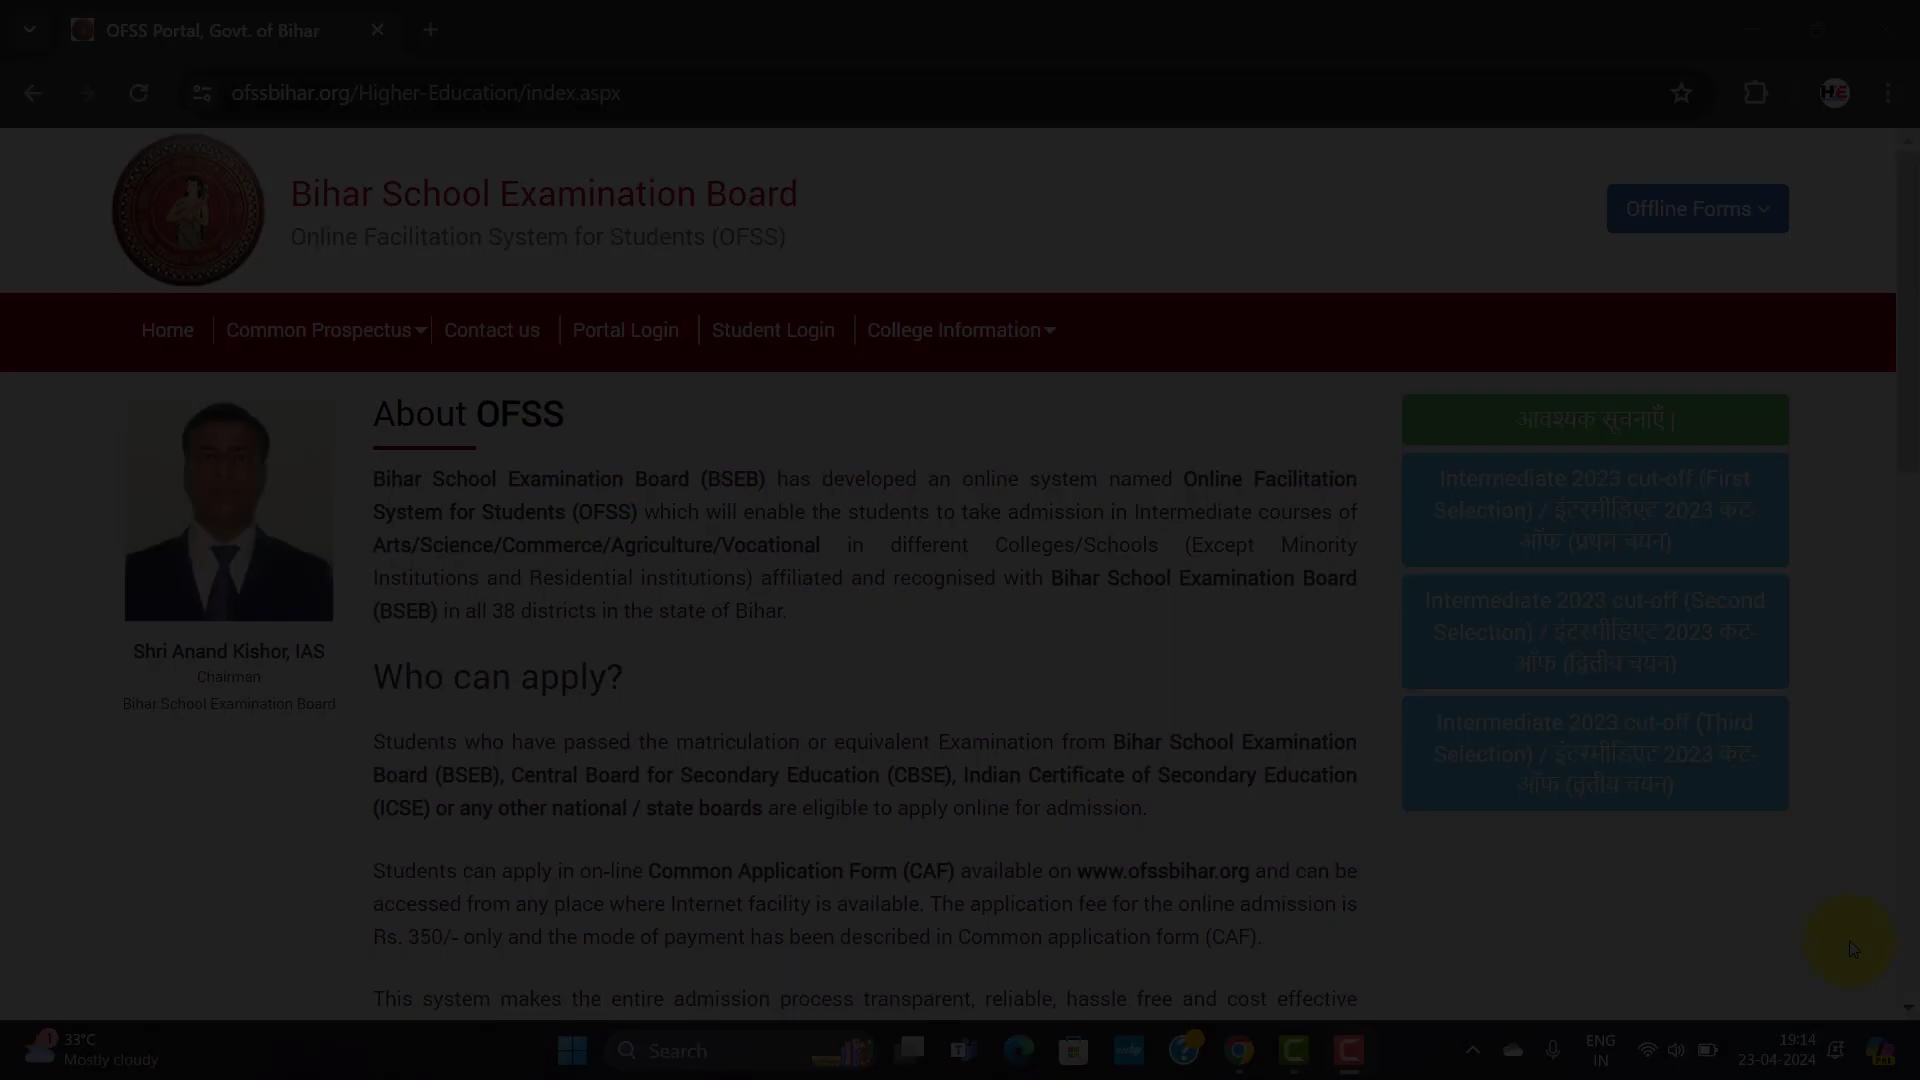 OFSS Portal, Govt. of Bihar
ofssbihar.org/Higher-Education/index.aspx
Bihar School Examination Board
Online Facilitation System for Students (OFSS)
Offline Forms
Home
Common Prospectus
Contact us
Portal Login
Student Login
College Information
Shri Anand Kishor, IAS
Chairman
Bihar School Examination Board
About OFSS
Bihar School Examination Board (BSEB) has developed an online system named Online Facilitation
System for Students (OFSS) which will enable the students to take admission in Intermediate courses of
Arts/Science/Commerce/Agriculture/Vocational in different Colleges/Schools (Except Minority
Institutions and Residential institutions) affiliated and recognised with Bihar School Examination Board
(BSEB) in all 38 districts in the state of Bihar.
Who can apply?
Students who have passed the matriculation or equivalent Examination from Bihar School Examination
Board (BSEB), Central Board for Secondary Education (CBSE), Indian Certificate of Secondary Education
(ICSE) or any other national / state boards are eligible to apply online for admission.
Students can apply in on-line Common Application Form (CAF) available on www.ofssbihar.org and can be
accessed from any place where Internet facility is available. The application fee for the online admission is
Rs. 350/- only and the mode of payment has been described in Common application form (CAF).
This system makes the entire admission process transparent, reliable, hassle free and cost effective
आवश्यक सूचनाएँ |
Intermediate 2023 cut-off (First
Selection) / इंटरमीडिएट 2023 कट-
ऑफ (प्रथम चयन)
Intermediate 2023 cut-off (Second
Selection) / इंटरमीडिएट 2023 कट-
ऑफ (द्वितीय चयन)
Intermediate 2023 cut-off (Third
Selection) / इंटरमीडिएट 2023 कट-
ऑफ (तृतीय चयन)
1
33°C
Mostly cloudy
Search
ENG
IN
19:14
23-04-2024